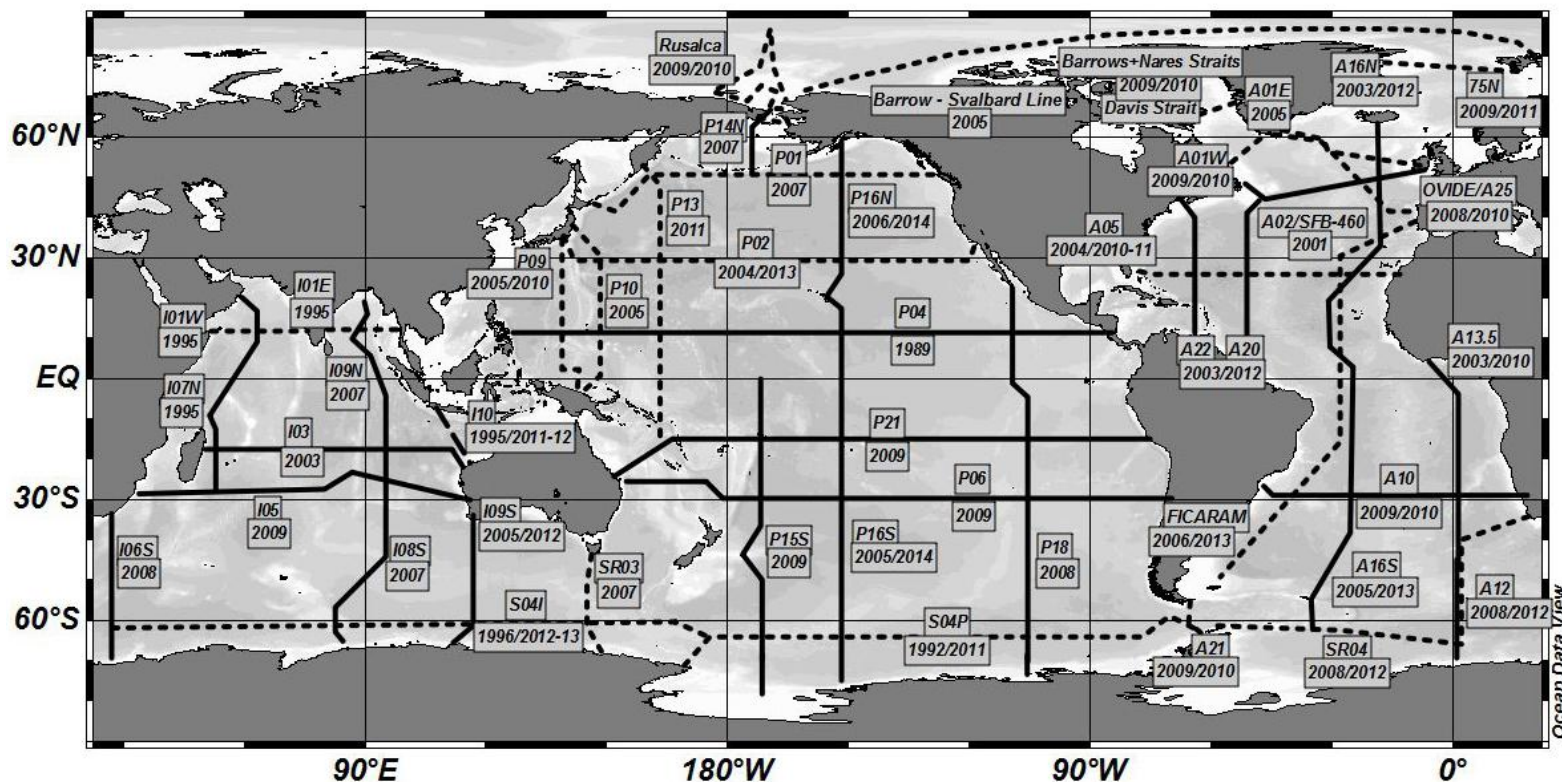 Rusalca
2009/2010
Barrows+Nares Straits
2009/2010
Davis Strait
Barrow - Svalbard Line
2005
A01E
2005
A16N
2003/2012
75N
2009/2011
60°N
P14N
2007
P01
2007
A01W
2009/2010
OVIDE/A25
2008/2010
P13
2011
P16N
2006/2014
A02/SFB-460
2001
A05
2004/2010-11
30°N
P09
2005/2010
P02
2004/2013
P10
2005
I01E
1995
I01W
1995
P04
1989
A22
A20
2003/2012
A13.5
2003/2010
I09N
2007
EQ
I07N
1995
I10
1995/2011-12
I03
2003
P21
2009
P06
2009
A10
2009/2010
30°S
I05
2009
I09S
2005/2012
FICARAM
2006/2013
I06S
2008
I08S
2007
SR03
2007
P15S
2009
P16S
2005/2014
P18
2008
A16S
2005/2013
A12
2008/2012
60°S
S04I
1996/2012-13
S04P
1992/2011
A21
2009/2010
SR04
2008/2012
Ocean Data View
90°E
180°W
90°W
0°